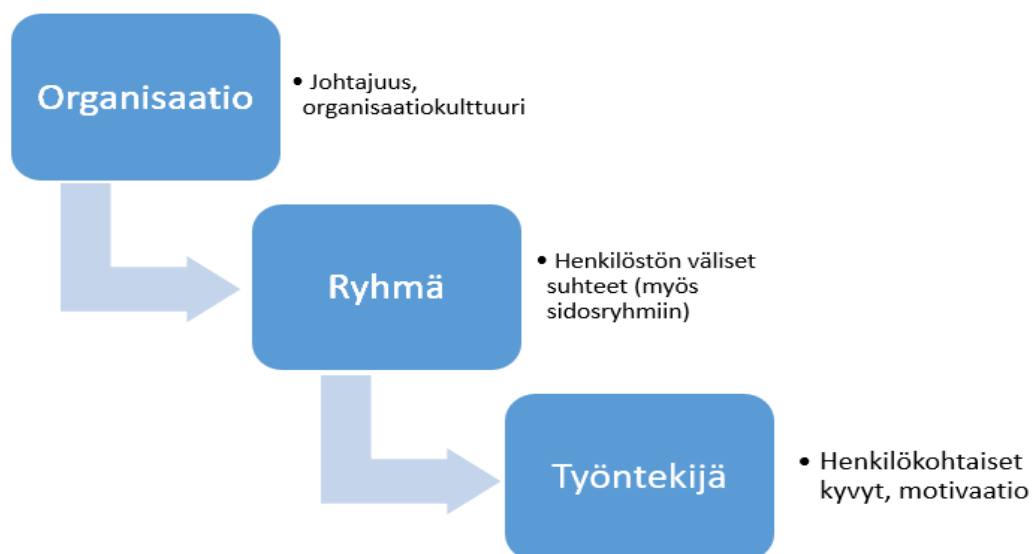 Organisaatio
• Johtajuus,
organisaatiokulttuuri
Ryhmä
• Henkilöstön väliset
suhteet (myös
sidosryhmiin)
Työntekijä
• Henkilökohtaiset
kyvyt, motivaatio